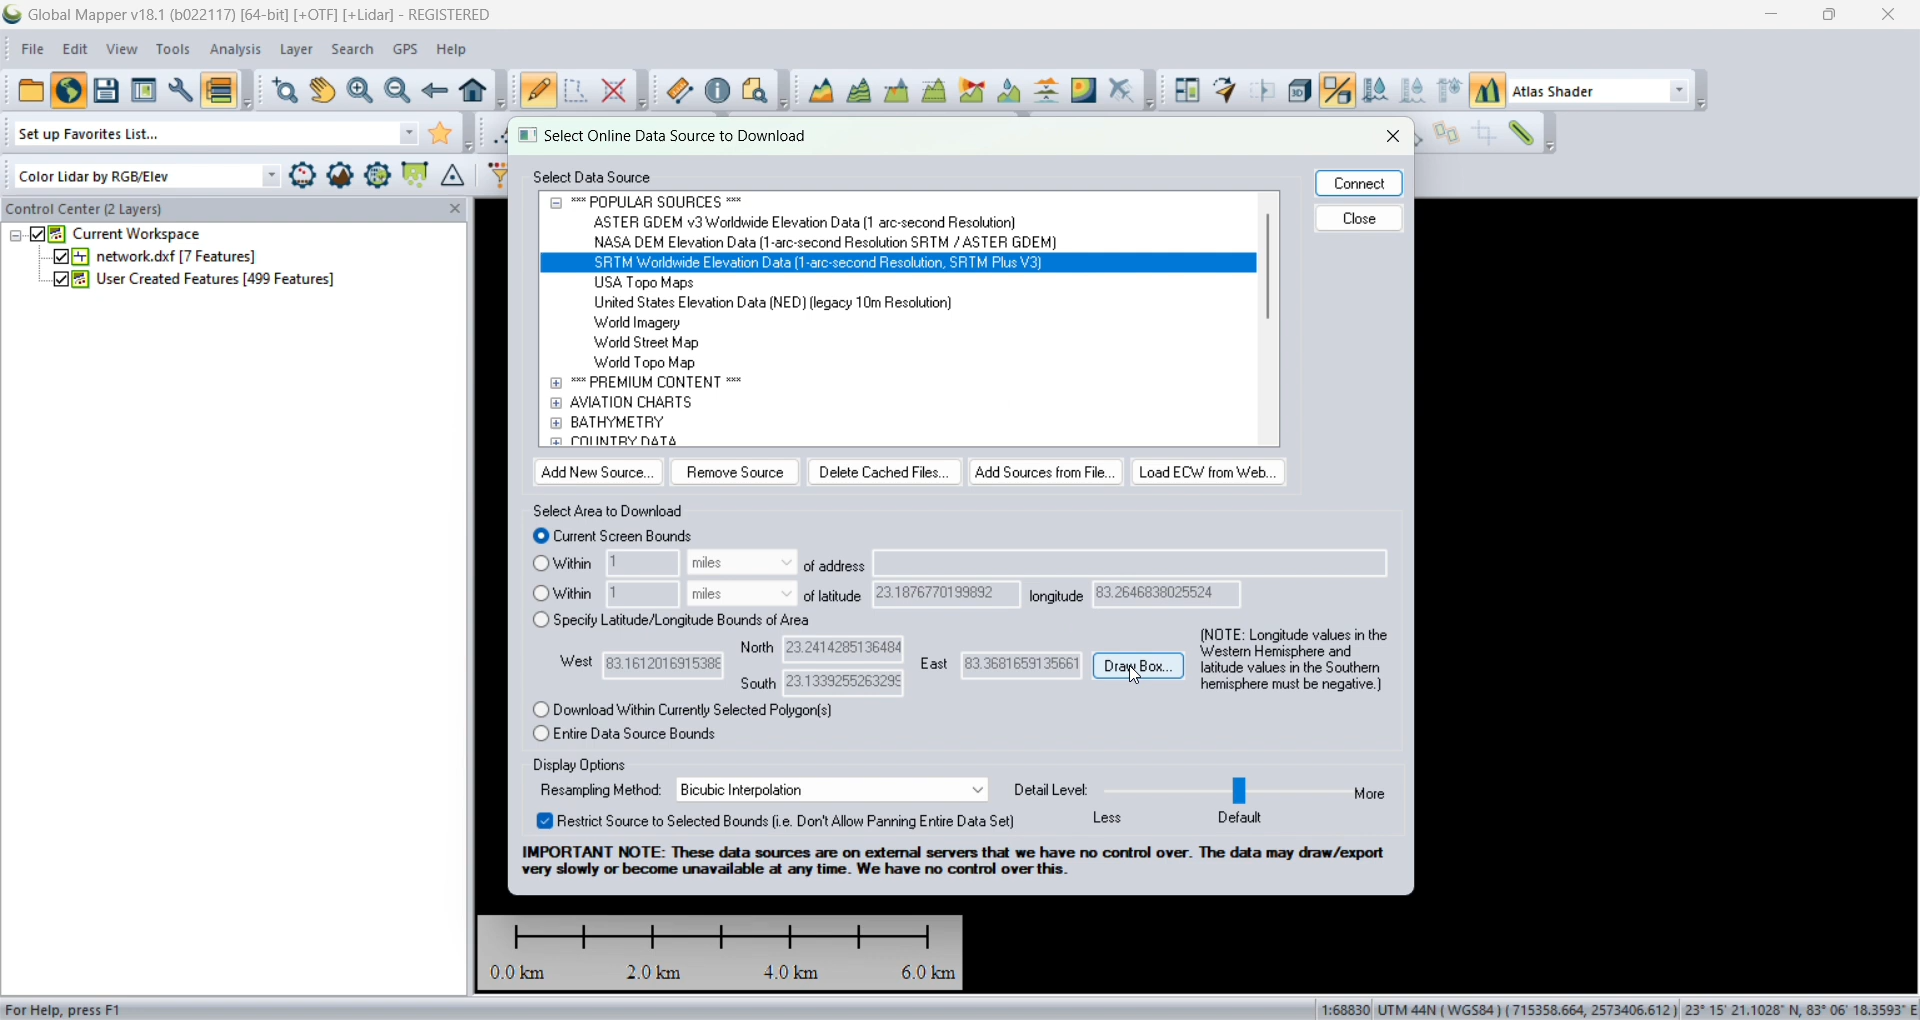 Global Mapper v18.1 (b022117) [64-bit] [+OTF] [+Lidar] - REGISTERED
File Edit View Tools Analysis Layer Search GPS Help
Atlas Shader
Set up Favorites List...
Color Lidar by RGB/Elev
Control Center (2 Layers)
Current Workspace
network.dxf [7 Features]
User Created Features [499 Features]
Select Online Data Source to Download
Select Data Source
Connect
Close
*** POPULAR SOURCES ***
ASTER GDEM v3 Worldwide Elevation Data (1 arc-second Resolution)
NASA DEM Elevation Data (1-arc-second Resolution SRTM / ASTER GDEM)
SRTM Worldwide Elevation Data (1-arc-second Resolution, SRTM Plus V3)
USA Topo Maps
United States Elevation Data (NED) (legacy 10m Resolution)
World Imagery
World Street Map
World Topo Map
*** PREMIUM CONTENT ***
AVIATION CHARTS
BATHYMETRY
COUNTRY DATA
Add New Source... Remove Source Delete Cached Files... Add Sources from File... Load ECW from Web...
Select Area to Download
Current Screen Bounds
Within 1 miles of address
Within 1 miles of latitude 23.1876770199892 longitude 83.2646838025524
Specify Latitude/Longitude Bounds of Area
North 23.2414285136484
West 83.1612016915388 East 83.3681659135661 Draw Box...
South 23.1339255263299
(NOTE: Longitude values in the
Western Hemisphere and
latitude values in the Southern
hemisphere must be negative.)
Download Within Currently Selected Polygon(s)
Entire Data Source Bounds
Display Options
Resampling Method: Bicubic Interpolation Detail Level: More
Restrict Source to Selected Bounds (i.e. Don't Allow Panning Entire Data Set) Less Default
IMPORTANT NOTE: These data sources are on external servers that we have no control over. The data may draw/export
very slowly or become unavailable at any time. We have no control over this.
0.0 km 2.0 km 4.0 km 6.0 km
For Help, press F1
1:68830 UTM 44N ( WGS84 ) ( 715358.664, 2573406.612 ) 23° 15' 21.1028" N, 83° 06' 18.3593" E